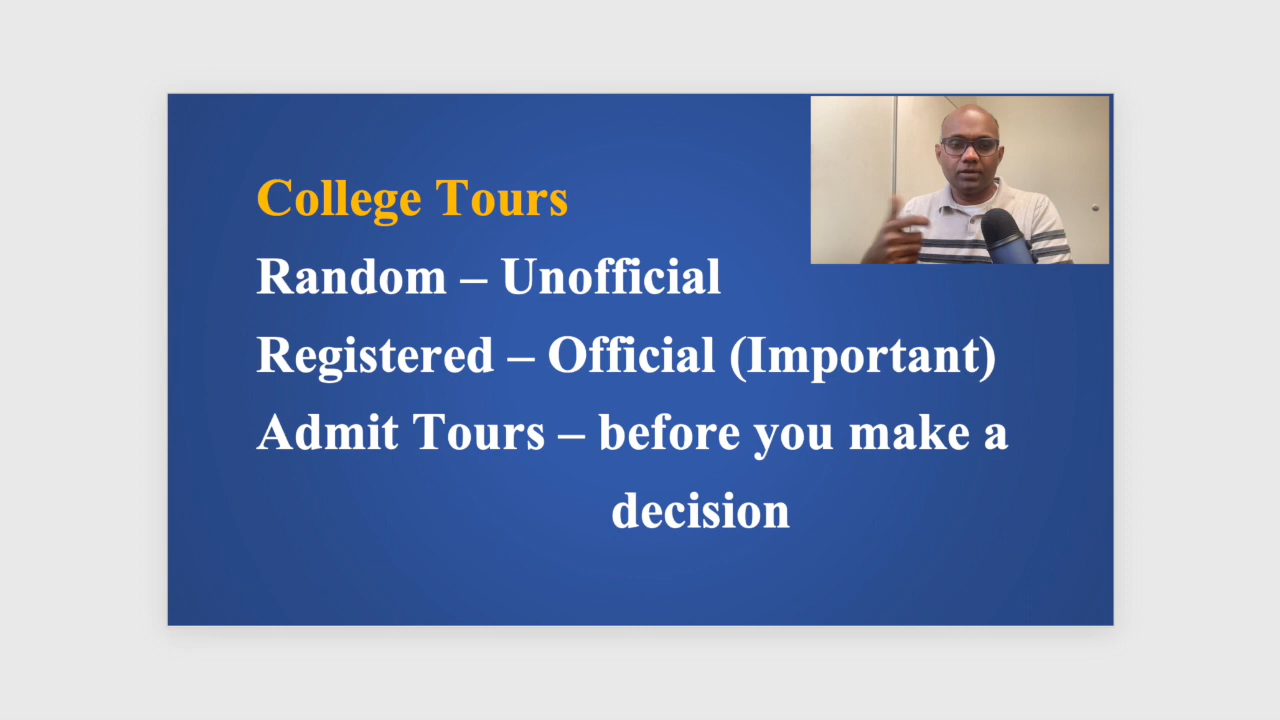 College Tours
Random – Unofficial
Registered – Official (Important)
Admit Tours – before you make a
decision